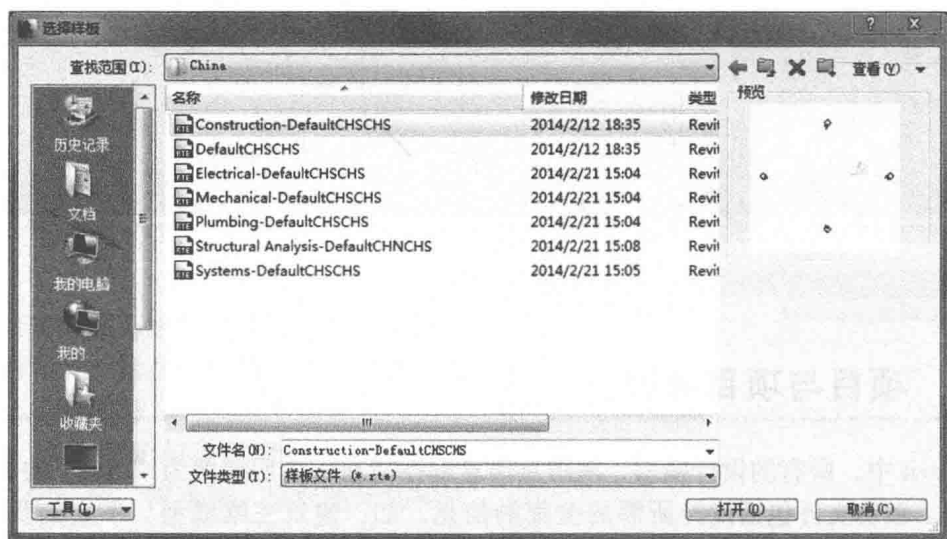 选择样板
查找范围(I): China 查看(V)
名称 修改日期 类型 预览
Construction-DefaultCHSCHS 2014/2/12 18:35 Revit
DefaultCHSCHS 2014/2/12 18:35 Revit
Electrical-DefaultCHSCHS 2014/2/21 15:04 Revit
Mechanical-DefaultCHSCHS 2014/2/21 15:04 Revit
Plumbing-DefaultCHSCHS 2014/2/21 15:04 Revit
Structural Analysis-DefaultCHNCHS 2014/2/21 15:08 Revit
Systems-DefaultCHSCHS 2014/2/21 15:05 Revit
历史记录
文档
我的电脑
我的
收藏夹
文件名(N): Construction-DefaultCHSCHS
文件类型(T): 样板文件 (*.rte)
工具(L) 打开(O) 取消(C)